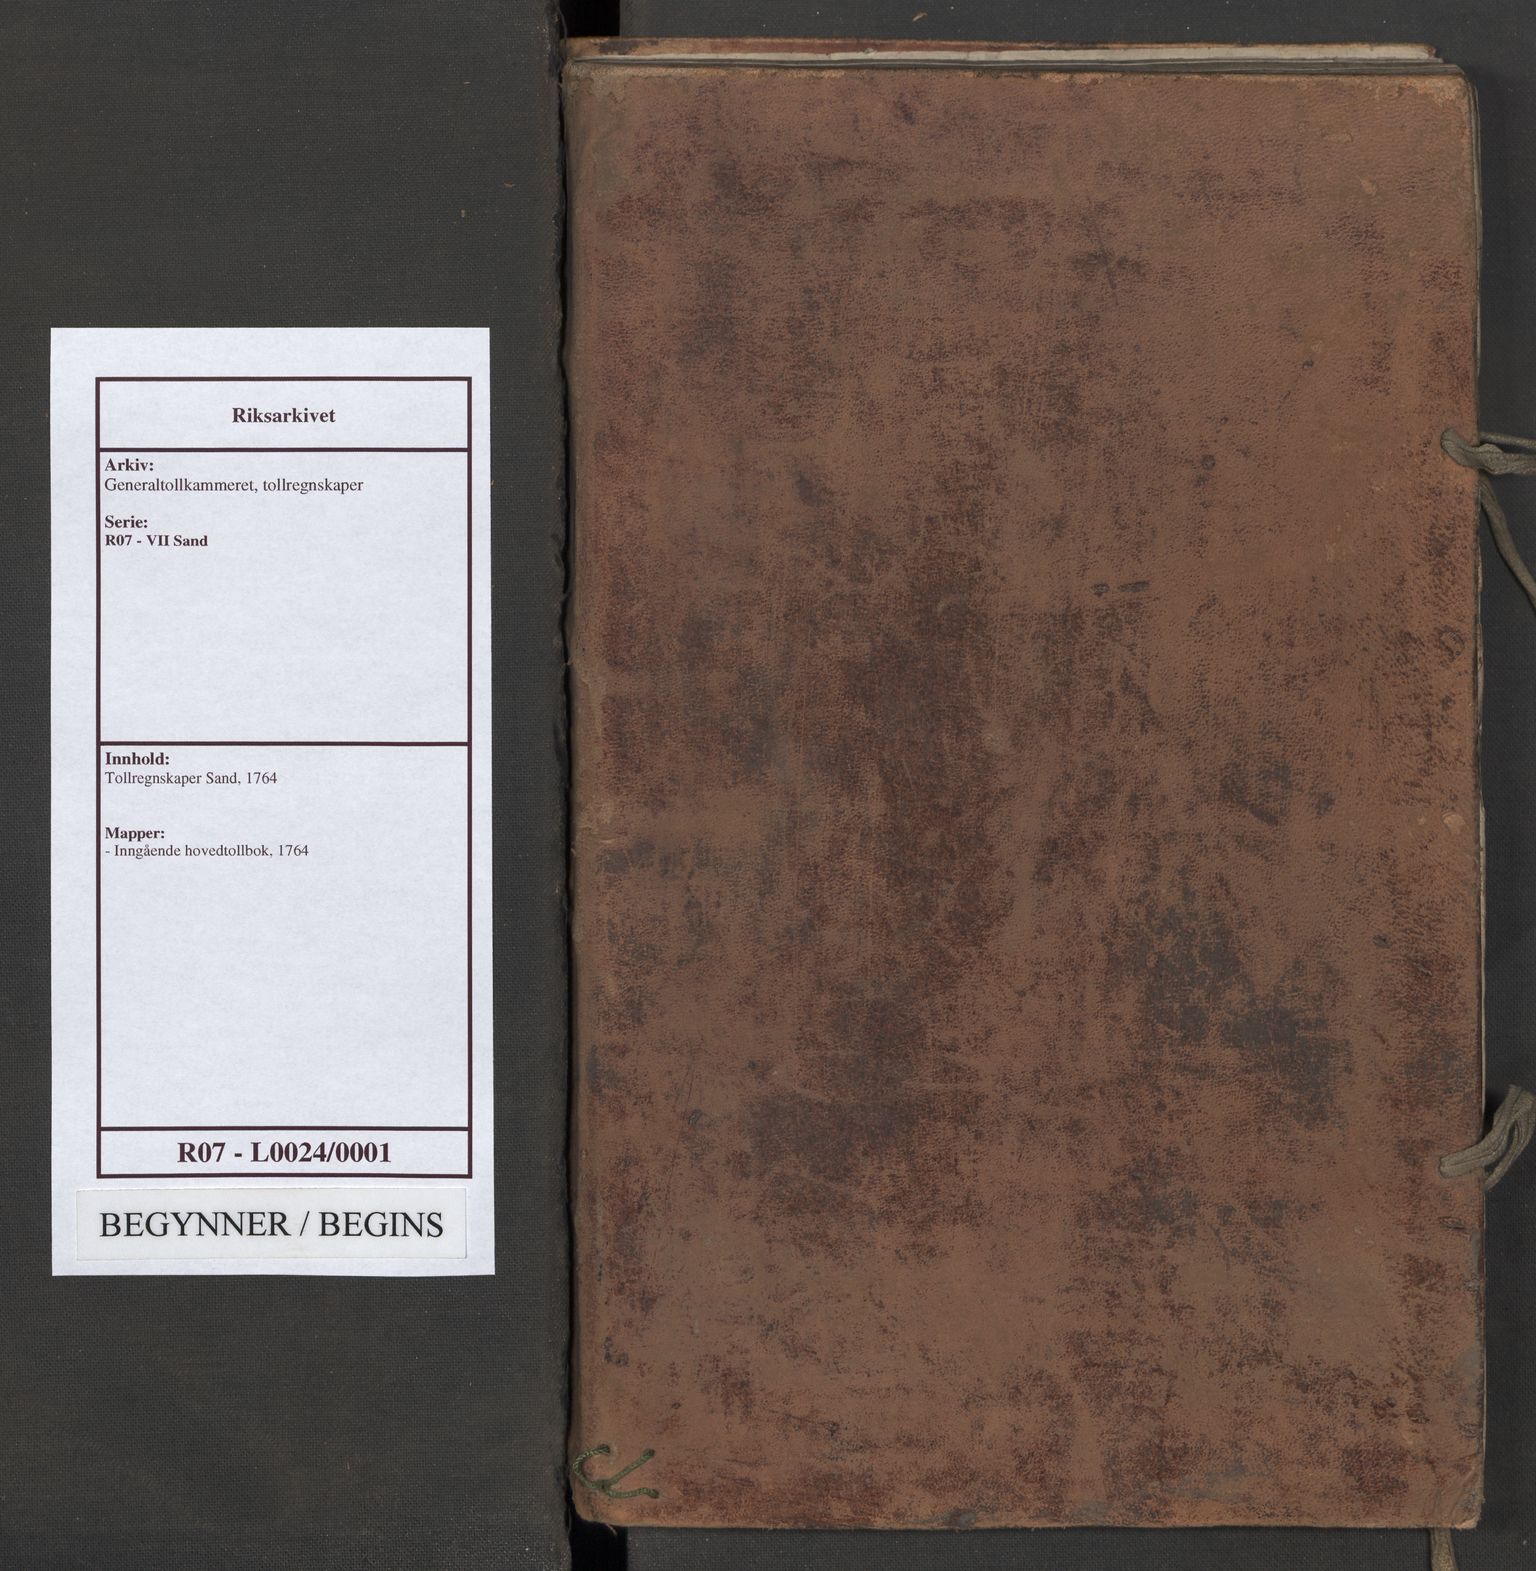 Riksarkivet
Arkiv:
Generaltollkammeret, tollregnskaper
Serie:
R07 - VII Sand
Innhold:
Tollregnskaper Sand, 1764
Mapper:
- Inngående hovedtollbok, 1764
R07 - L0024/0001
BEGYNNER / BEGINS